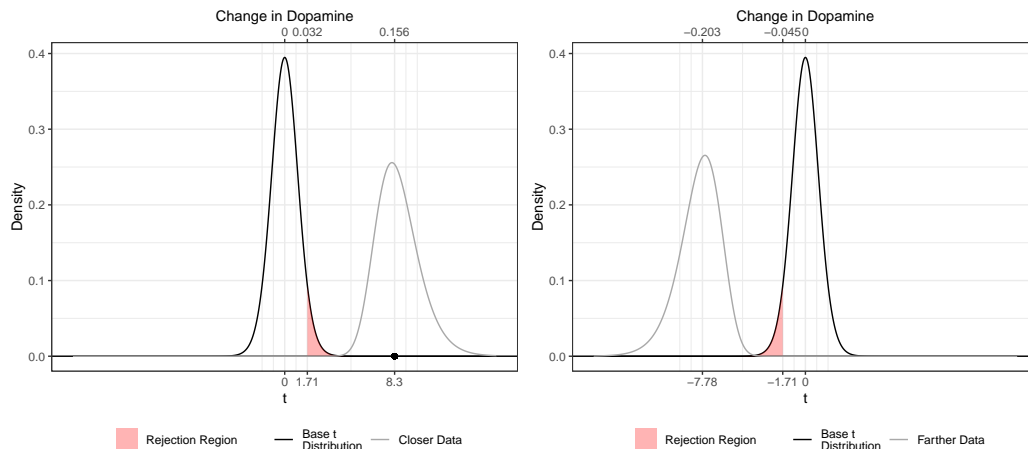 Change in Dopamine
0 0.032 0.156
0.4
0.3
0.2
0.1
0.0
Density
0 1.71 8.3
t
Rejection Region
Base t
Distribution
Closer Data
Change in Dopamine
−0.203 −0.0450
0.4
0.3
0.2
0.1
0.0
Density
−7.78 −1.71 0
t
Rejection Region
Base t
Distribution
Farther Data